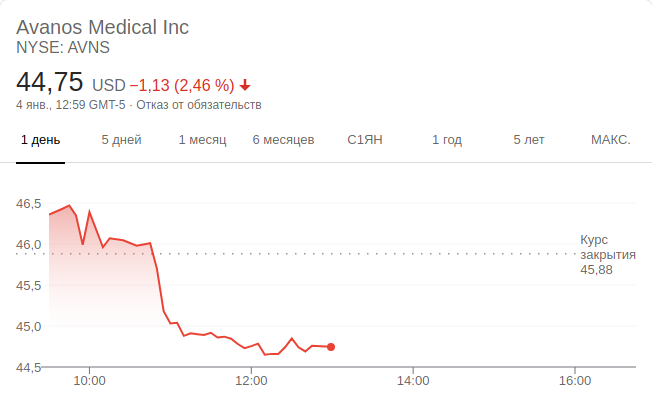 Avanos Medical Inc
NYSE: AVNS
44,75 USD −1,13 (2,46 %)
4 янв., 12:59 GMT-5 · Отказ от обязательств
1 день 5 дней 1 месяц 6 месяцев С1ЯН 1 год 5 лет МАКС.
46,5
46,0
Курс
закрытия
45,88
45,5
45,0
44,5
10:00 12:00 14:00 16:00